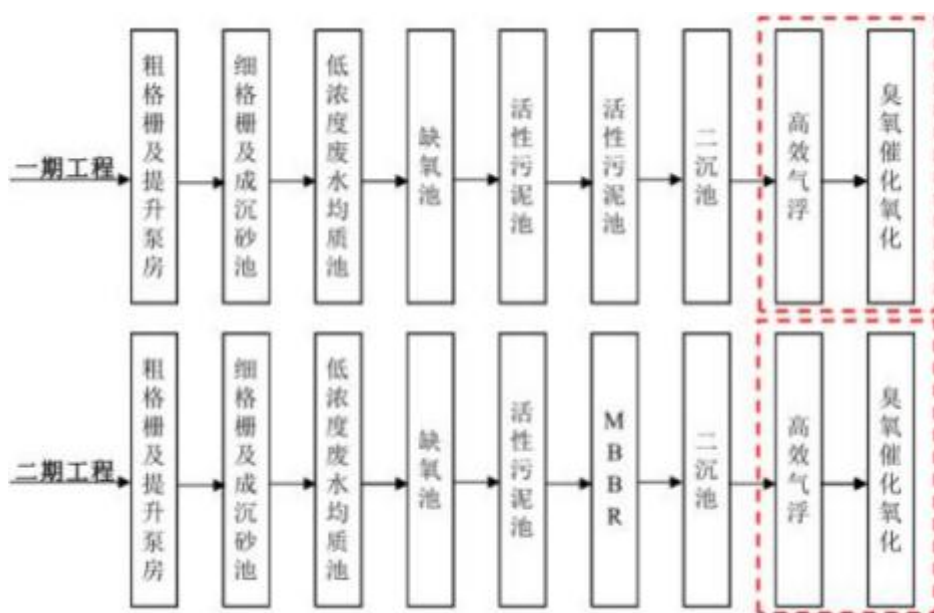 一期工程
粗格栅及提升泵房
细格栅及成沉砂池
低浓度废水均质池
缺氧池
活性污泥池
活性污泥池
二沉池
高效气浮
臭氧催化氧化
二期工程
粗格栅及提升泵房
细格栅及成沉砂池
低浓度废水均质池
缺氧池
活性污泥池
MBBR
二沉池
高效气浮
臭氧催化氧化